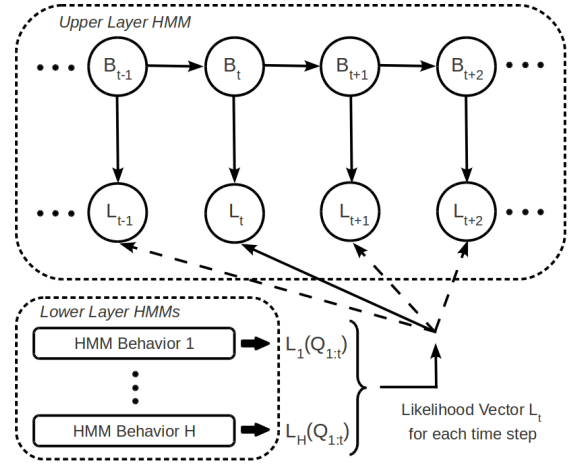 Upper Layer HMM
B_{t-1} B_t B_{t+1} B_{t+2}
L_{t-1} L_t L_{t+1} L_{t+2}
Lower Layer HMMs
HMM Behavior 1 L_1(Q_{1:t})
HMM Behavior H L_H(Q_{1:t})
Likelihood Vector L_t
for each time step